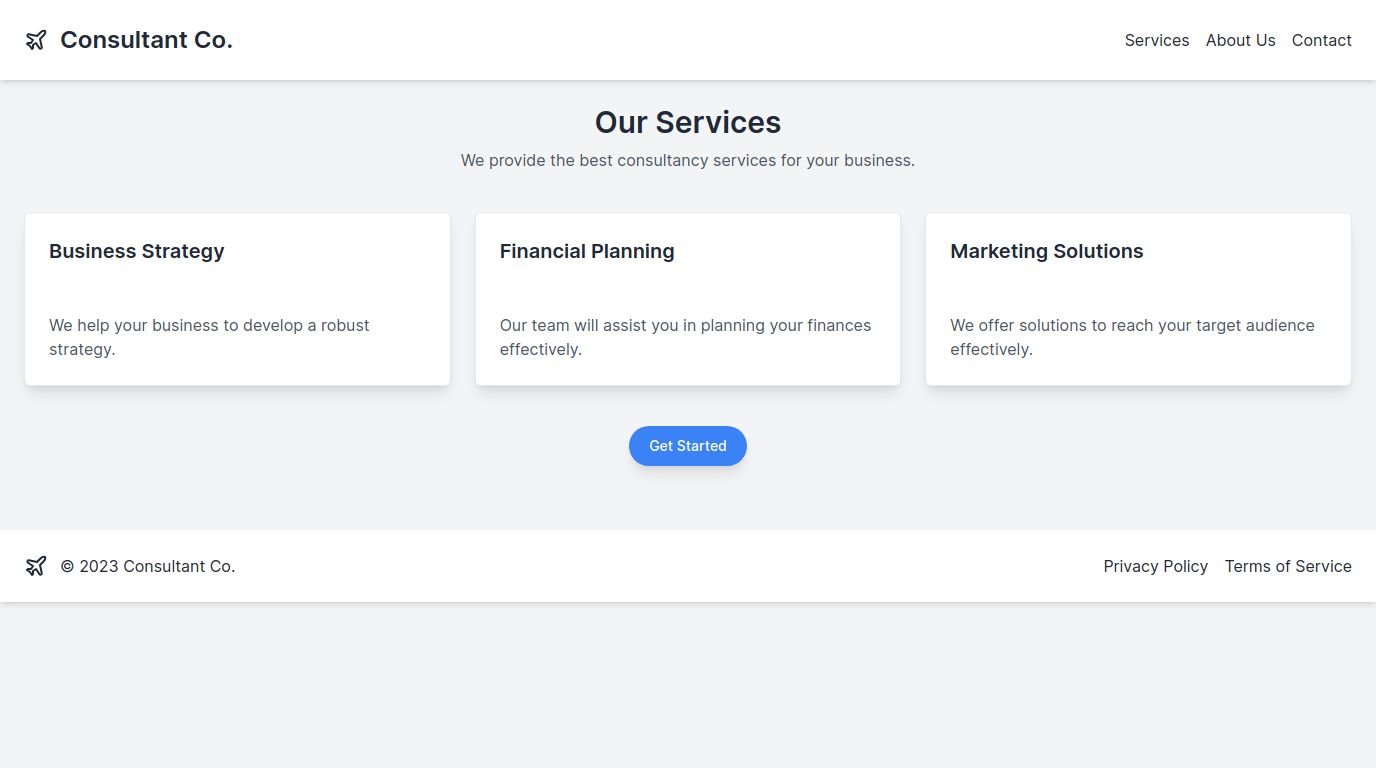 Consultant Co.
Services
About Us
Contact
Our Services
We provide the best consultancy services for your business.
Business Strategy
We help your business to develop a robust
strategy.
Financial Planning
Our team will assist you in planning your finances
effectively.
Marketing Solutions
We offer solutions to reach your target audience
effectively.
Get Started
© 2023 Consultant Co.
Privacy Policy
Terms of Service